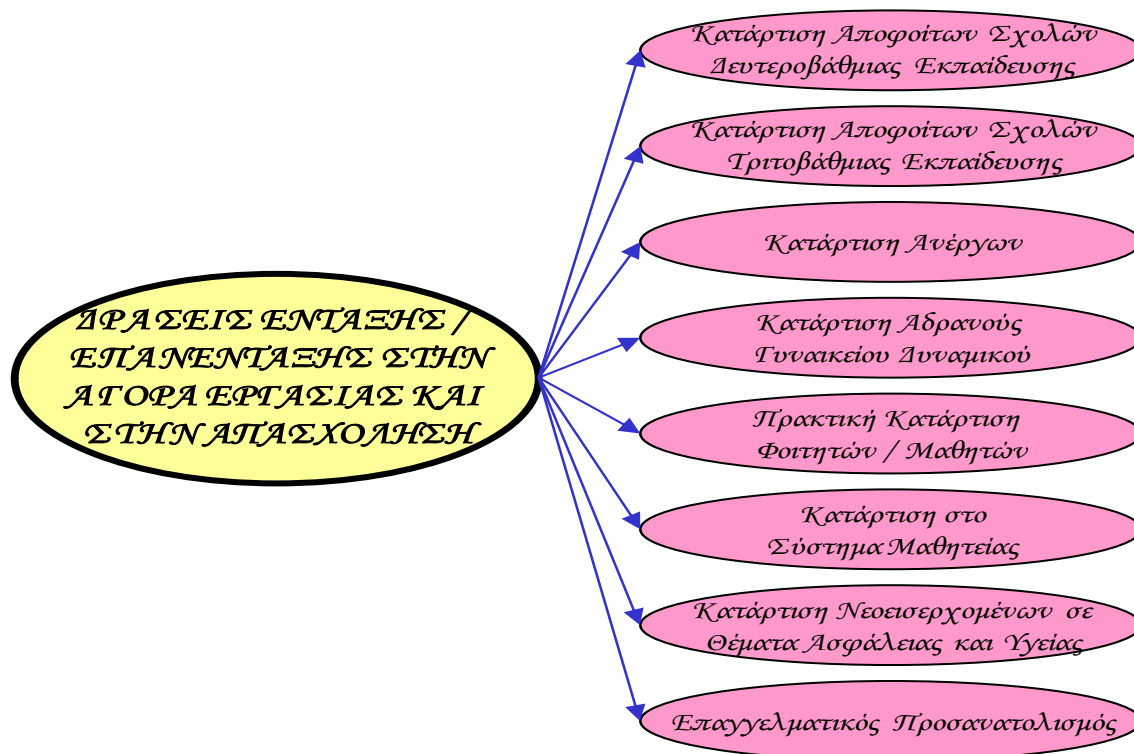 ΔΡΑΣΕΙΣ ΕΝΤΑΞΗΣ /
ΕΠΑΝΕΝΤΑΞΗΣ ΣΤΗΝ
ΑΓΟΡΑ ΕΡΓΑΣΙΑΣ ΚΑΙ
ΣΤΗΝ ΑΠΑΣΧΟΛΗΣΗ
Κατάρτιση Αποφοίτων Σχολών
Δευτεροβάθμιας Εκπαίδευσης
Κατάρτιση Αποφοίτων Σχολών
Τριτοβάθμιας Εκπαίδευσης
Κατάρτιση Ανέργων
Κατάρτιση Αδρανούς
Γυναικείου Δυναμικού
Πρακτική Κατάρτιση
Φοιτητών / Μαθητών
Κατάρτιση στο
Σύστημα Μαθητείας
Κατάρτιση Νεοεισερχομένων σε
Θέματα Ασφάλειας και Υγείας
Επαγγελματικός Προσανατολισμός